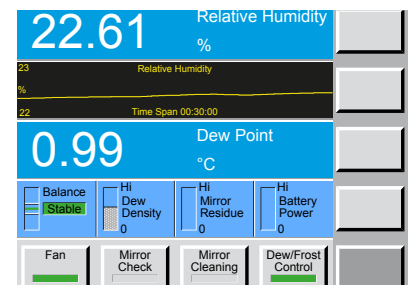 22.61
Relative Humidity
%
23
Relative Humidity
%
22
Time Span 00:30:00
0.99
Dew Point
°C
Balance
Stable
Hi
Dew
Density
0
Hi
Mirror
Residue
0
Hi
Battery
Power
0
Fan
Mirror
Check
Mirror
Cleaning
Dew/Frost
Control